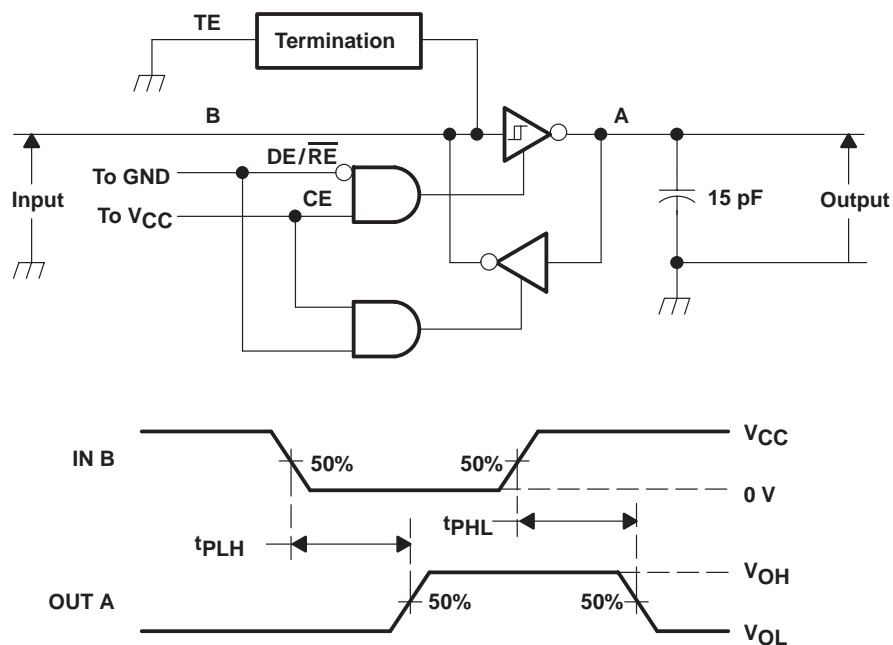 TE
Termination
B
A
DE/RE
To GND
CE
To VCC
Input
15 pF
Output
IN B
50%
50%
VCC
0 V
tPLH
tPHL
OUT A
50%
50%
VOH
VOL